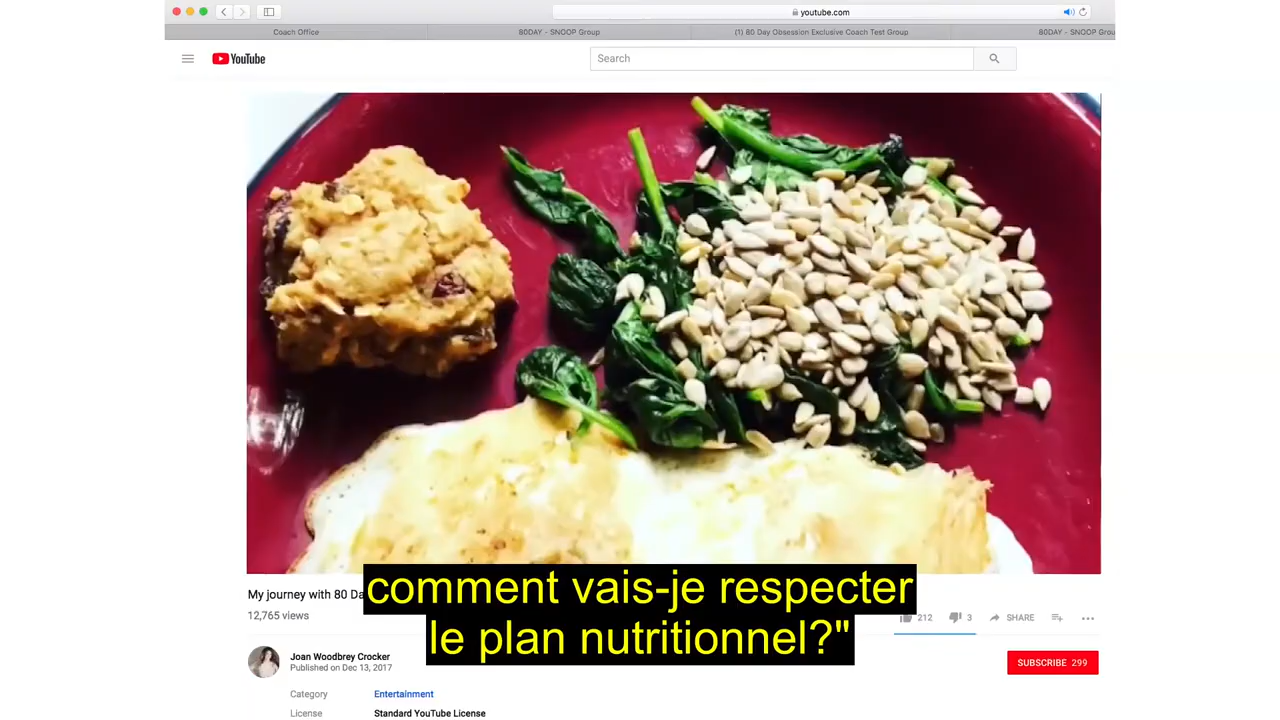 youtube.com
Coach Office
80DAY - SNOOP Group
(1) 80 Day Obsession Exclusive Coach Test Group
80DAY - SNOOP Grou
YouTube
Search
My journey with 80 Da
12,765 views
comment vais-je respecter
le plan nutritionnel?"
212
3
SHARE
Joan Woodbrey Crocker
Published on Dec 13, 2017
SUBSCRIBE 299
Category
Entertainment
License
Standard YouTube License